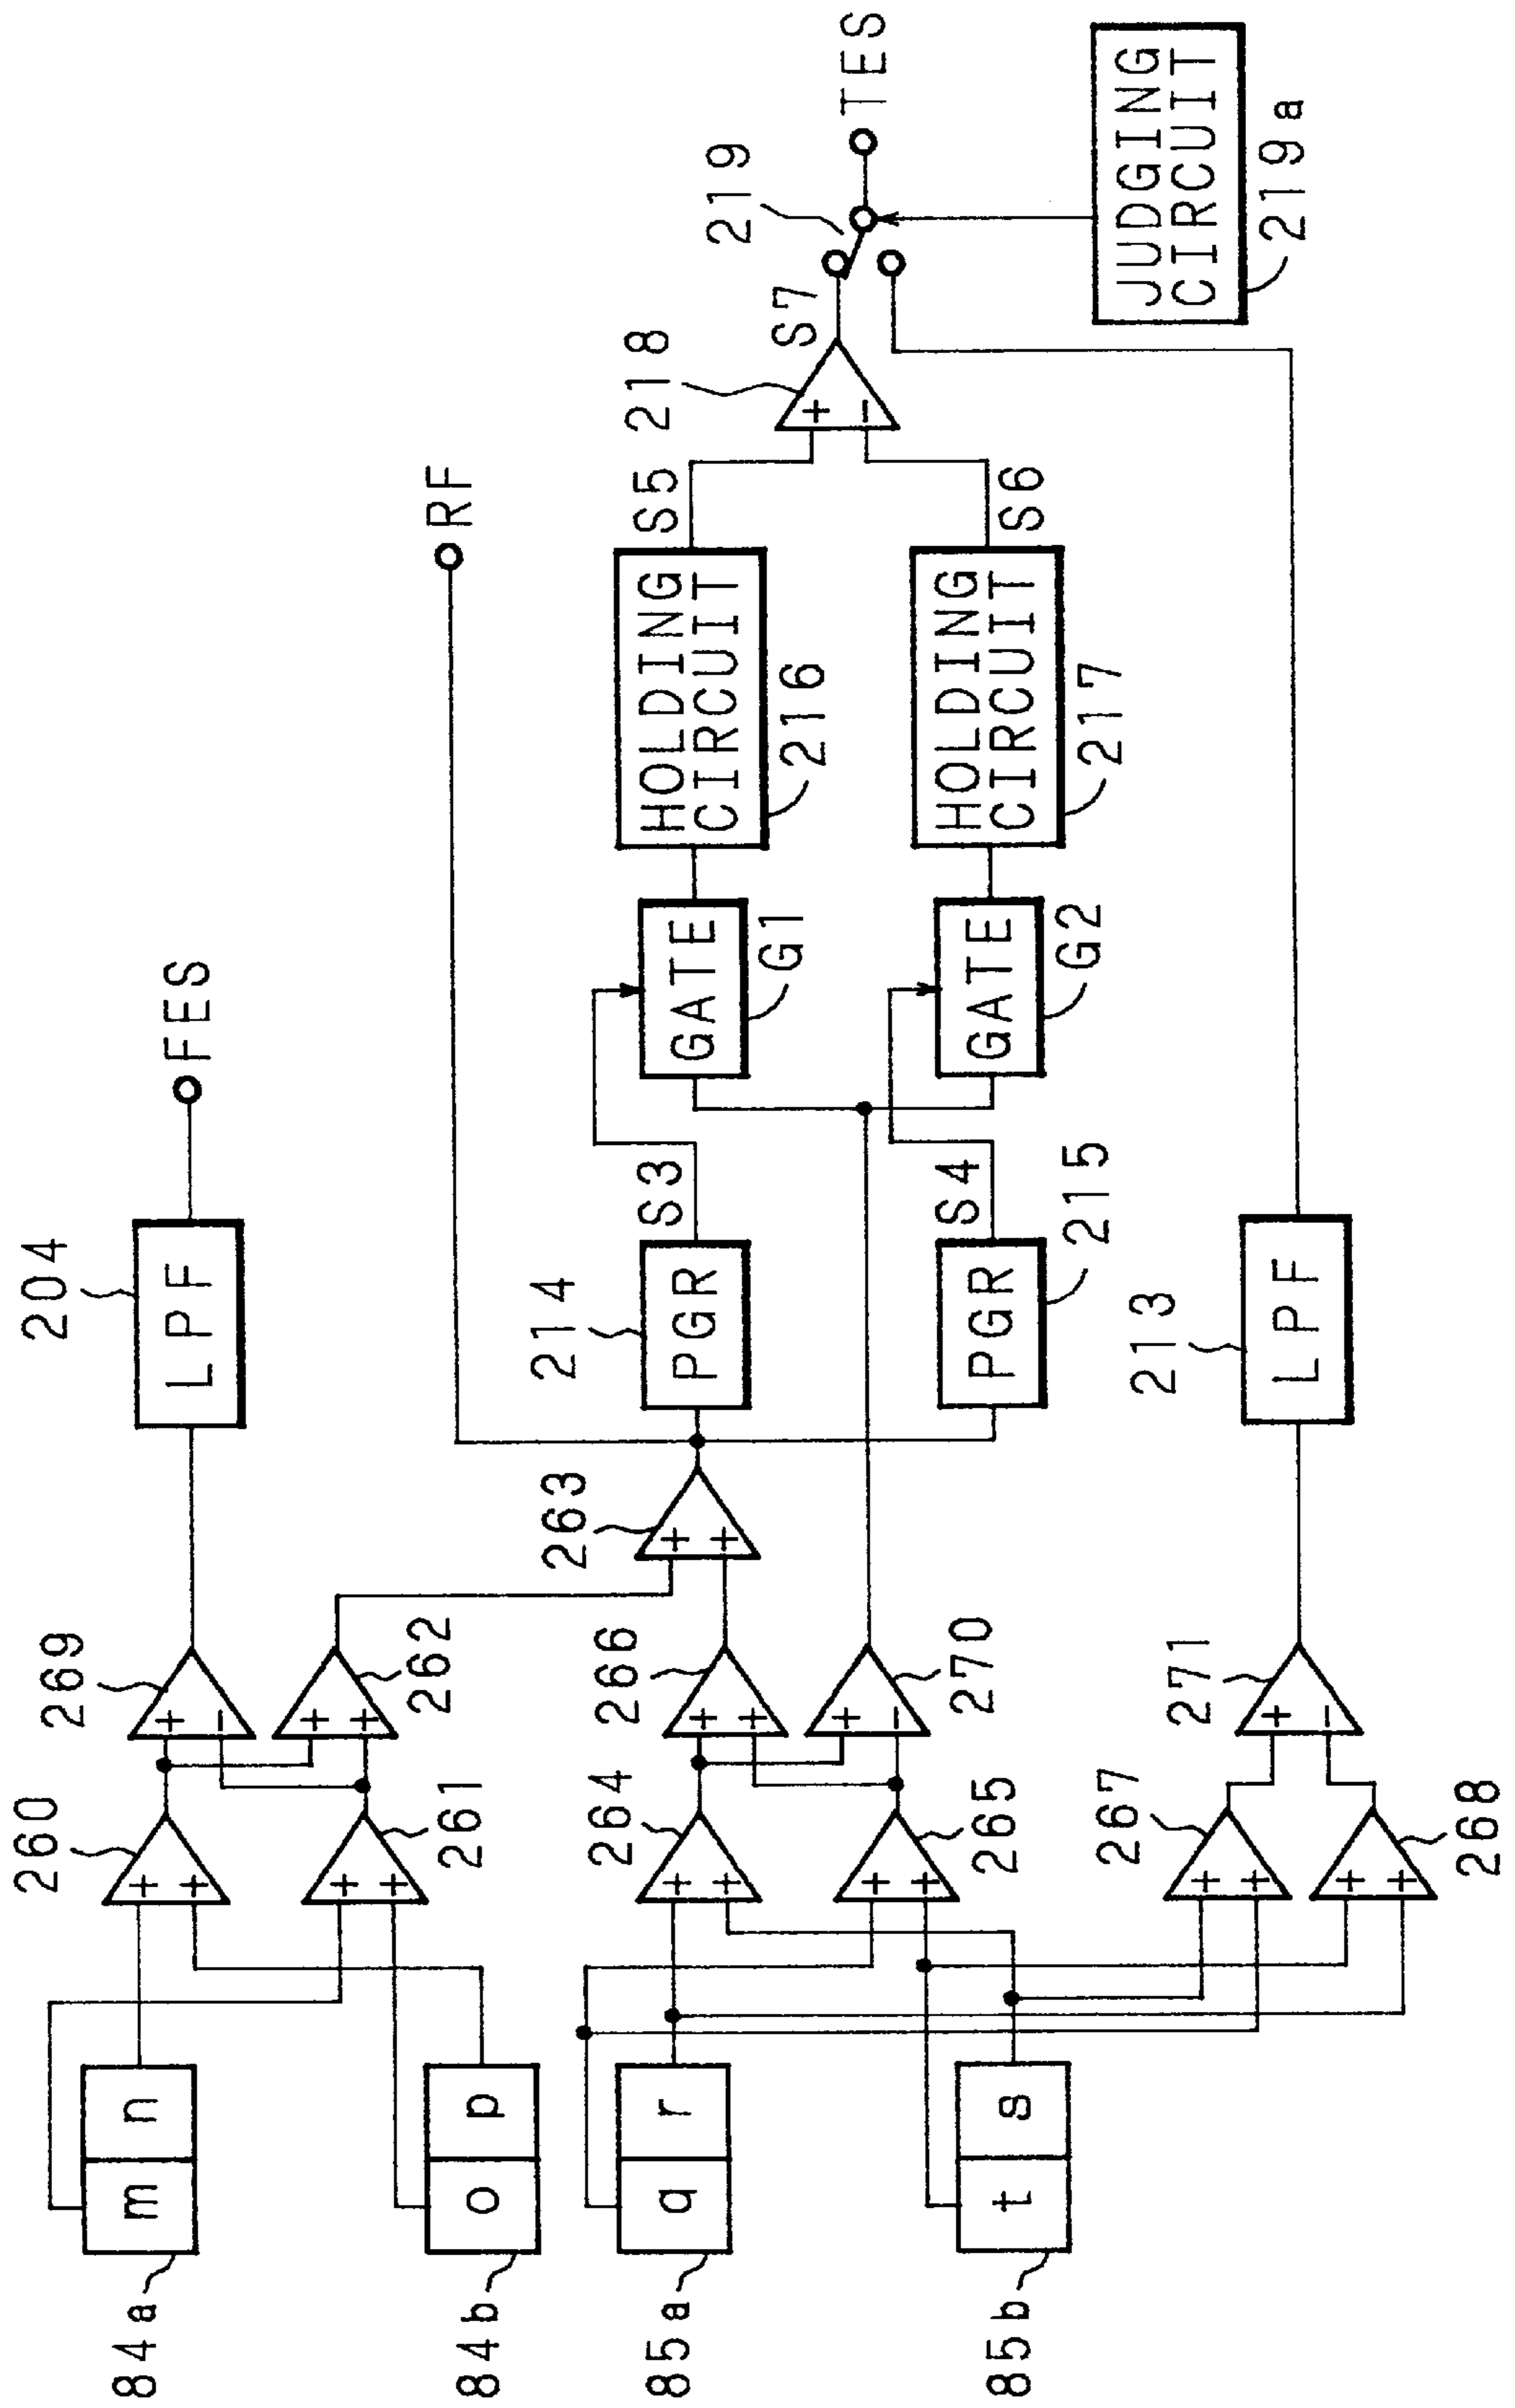 84a
m
n
84b
o
p
85a
q
r
85b
t
s
260
+
+
261
+
+
269
+
−
262
+
+
204
LPF
FES
264
+
+
265
+
+
266
+
+
270
+
−
263
+
+
RF
214
PGR
S3
215
PGR
S4
GATE
G1
GATE
G2
HOLDING
CIRCUIT
216
S5
HOLDING
CIRCUIT
217
S6
218
+
−
S7
219
TES
JUDGING
CIRCUIT
219a
267
+
+
268
+
+
271
+
−
213
LPF